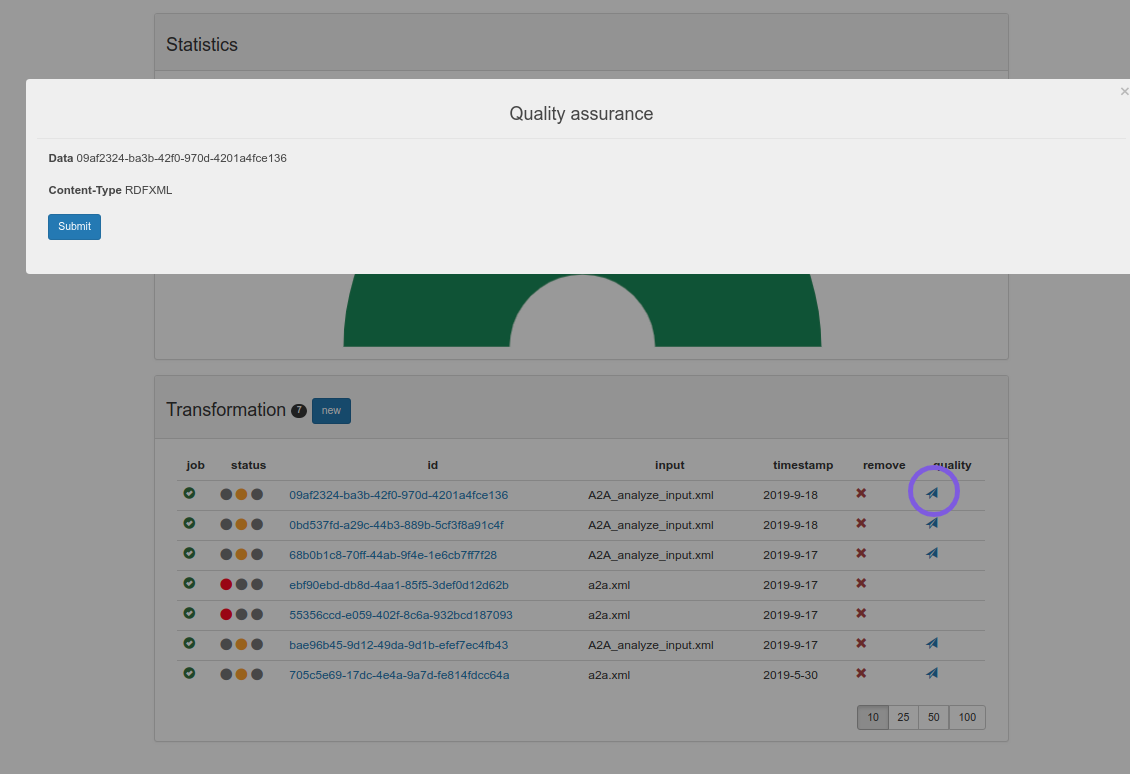 Statistics
×
Quality assurance
Data 09af2324-ba3b-42f0-970d-4201a4fce136
Content-Type RDFXML
Submit
Transformation 7 new
job status id input timestamp remove quality
09af2324-ba3b-42f0-970d-4201a4fce136 A2A_analyze_input.xml 2019-9-18
0bd537fd-a29c-44b3-889b-5cf3f8a91c4f A2A_analyze_input.xml 2019-9-18
68b0b1c8-70ff-44ab-9f4e-1e6cb7ff7f28 A2A_analyze_input.xml 2019-9-17
ebf90ebd-db8d-4aa1-85f5-3def0d12d62b a2a.xml 2019-9-17
55356ccd-e059-402f-8c6a-932bcd187093 a2a.xml 2019-9-17
bae96b45-9d12-49da-9d1b-efef7ec4fb43 A2A_analyze_input.xml 2019-9-17
705c5e69-17dc-4e4a-9a7d-fe814fdcc64a a2a.xml 2019-5-30
10 25 50 100